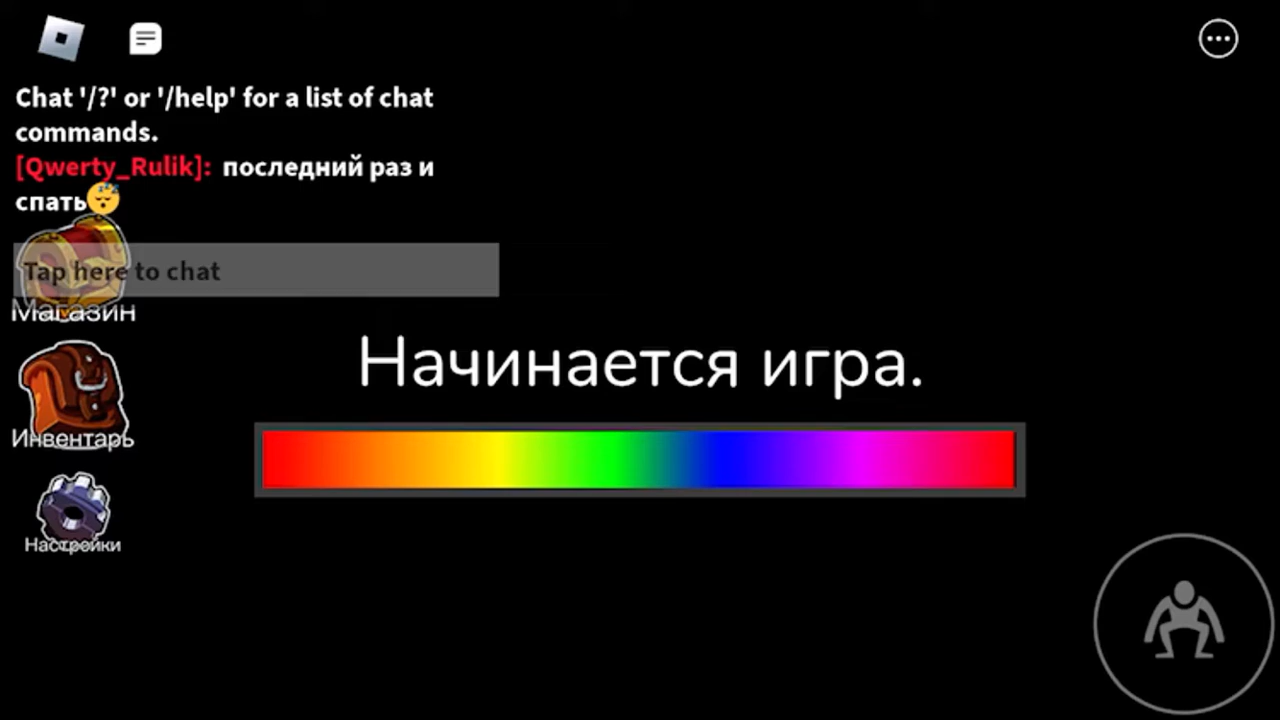 Chat '/?' or '/help' for a list of chat
commands.
[Qwerty_Rulik]: последний раз и
спать😴
Tap here to chat
Магазин
Начинается игра.
Инвентарь
Настройки